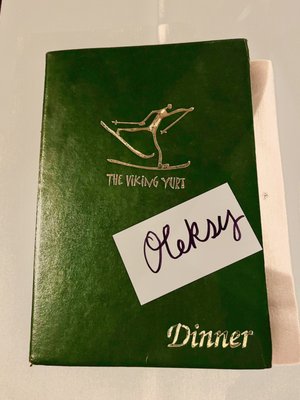 THE VIKING YURT
Oleksy
Dinner